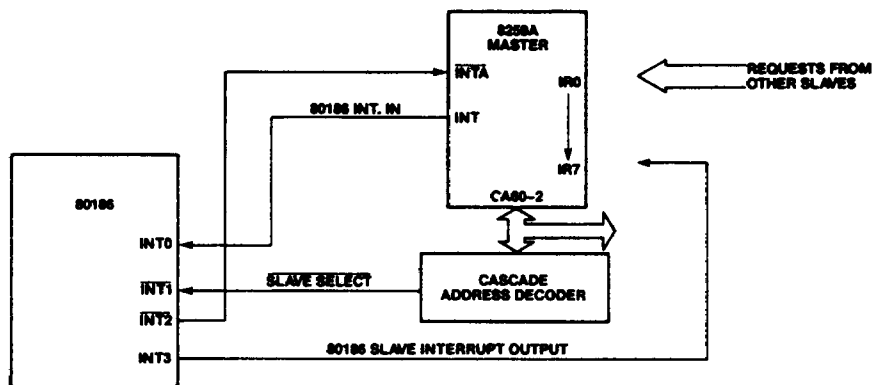 8259A
MASTER
INTA
IR0
REQUESTS FROM
OTHER SLAVES
80186 INT. IN
INT
IR7
80186
CAS0-2
INT0
SLAVE SELECT
CASCADE
ADDRESS DECODER
INT1
INT2
80186 SLAVE INTERRUPT OUTPUT
INT3